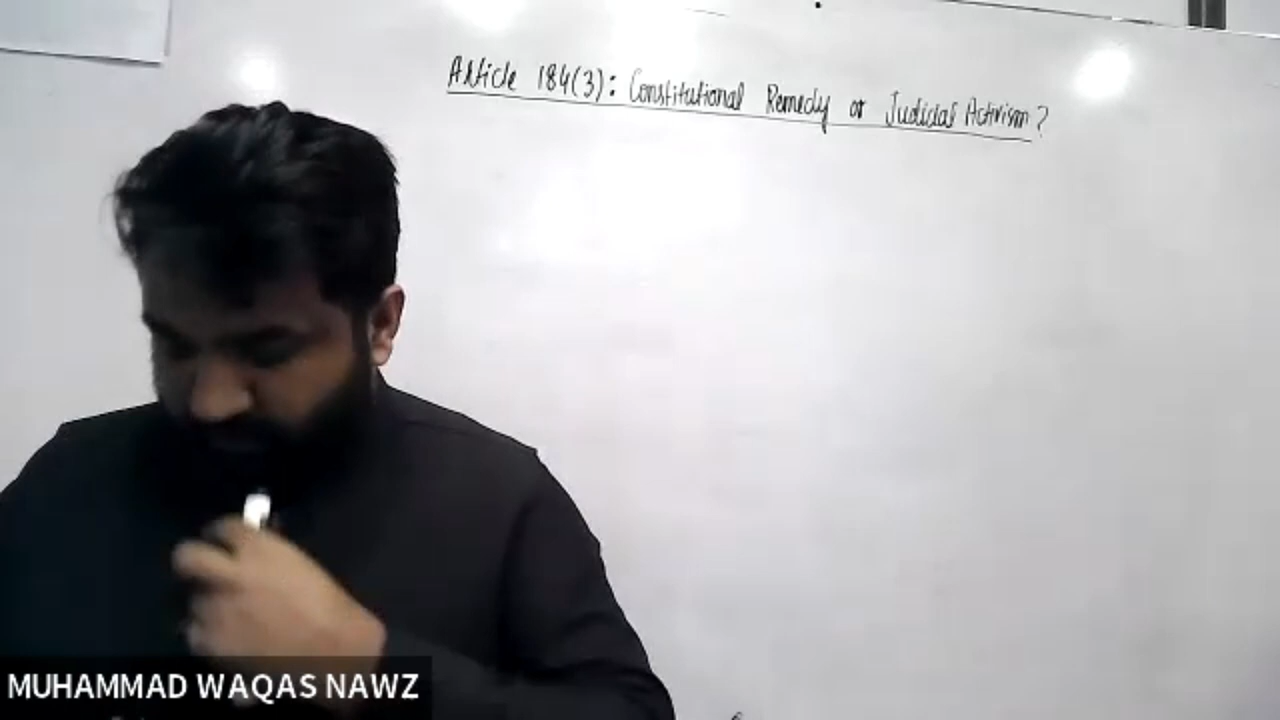 Article 184(3): Constitutional Remedy or Judicial Activism?
MUHAMMAD WAQAS NAWZ